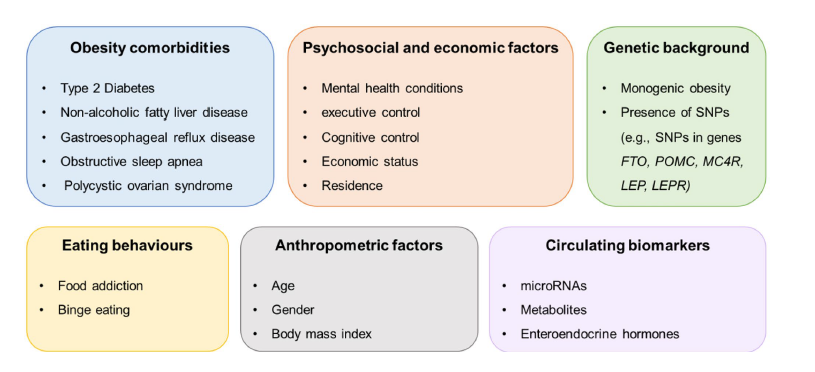 Obesity comorbidities
• Type 2 Diabetes
• Non-alcoholic fatty liver disease
• Gastroesophageal reflux disease
• Obstructive sleep apnea
• Polycystic ovarian syndrome
Psychosocial and economic factors
• Mental health conditions
• executive control
• Cognitive control
• Economic status
• Residence
Genetic background
• Monogenic obesity
• Presence of SNPs
(e.g., SNPs in genes
FTO, POMC, MC4R,
LEP, LEPR)
Eating behaviours
• Food addiction
• Binge eating
Anthropometric factors
• Age
• Gender
• Body mass index
Circulating biomarkers
• microRNAs
• Metabolites
• Enteroendocrine hormones